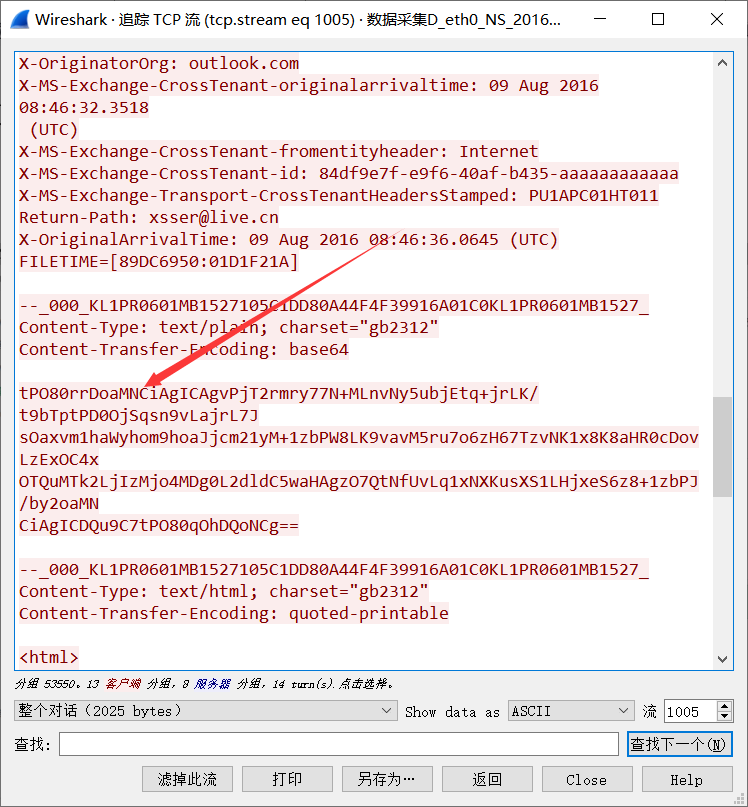 Wireshark · 追踪 TCP 流 (tcp.stream eq 1005) · 数据采集D_eth0_NS_2016...
X-OriginatorOrg: outlook.com
X-MS-Exchange-CrossTenant-originalarrivaltime: 09 Aug 2016
08:46:32.3518
(UTC)
X-MS-Exchange-CrossTenant-fromentityheader: Internet
X-MS-Exchange-CrossTenant-id: 84df9e7f-e9f6-40af-b435-aaaaaaaaaaaa
X-MS-Exchange-Transport-CrossTenantHeadersStamped: PU1APC01HT011
Return-Path: xsser@live.cn
X-OriginalArrivalTime: 09 Aug 2016 08:46:36.0645 (UTC)
FILETIME=[89DC6950:01D1F21A]
--_000_KL1PR0601MB1527105C1DD80A44F4F39916A01C0KL1PR0601MB1527_
Content-Type: text/plain; charset="gb2312"
Content-Transfer-Encoding: base64
tPO80rrDoaMNCiAgICAgvPjT2rmry77N+MLnvNy5ubjEtq+jrLK/
t9bTptPD0OjSqsn9vLajrL7J
sOaxvm1haWyhom9hoaJjcm21yM+1zbPW8LK9vavM5ru7o6zH67TzvNK1x8K8aHR0cDov
LzExOC4x
OTQuMTk2LjIzMjo4MDg0L2dldC5waHAgzO7QtNfUvLq1xNXKusXS1LHjxeS6z8+1zbPJ
/by2oaMN
CiAgICDQu9C7tPO80qOhDQoNCg==
--_000_KL1PR0601MB1527105C1DD80A44F4F39916A01C0KL1PR0601MB1527_
Content-Type: text/html; charset="gb2312"
Content-Transfer-Encoding: quoted-printable
<html>
分组 53550。13 客户端 分组，8 服务器 分组，14 turn(s).点击选择。
整个对话（2025 bytes）
Show data as
ASCII
流
1005
查找:
查找下一个(N)
滤掉此流
打印
另存为…
返回
Close
Help